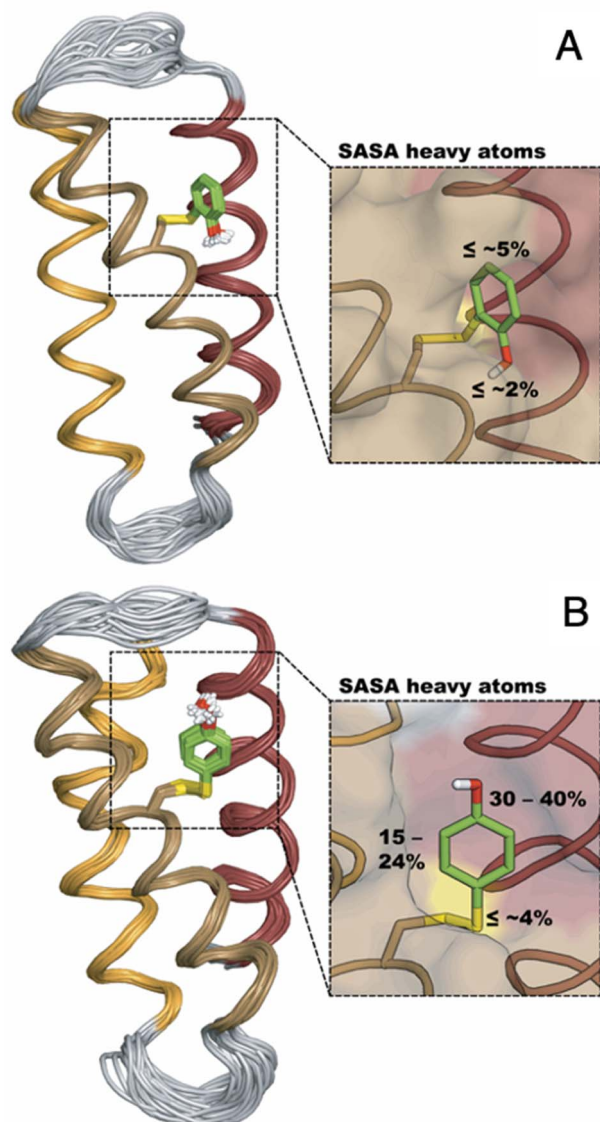 A
SASA heavy atoms
≤ ~5%
≤ ~2%
B
SASA heavy atoms
30 – 40%
15 –
24%
≤ ~4%